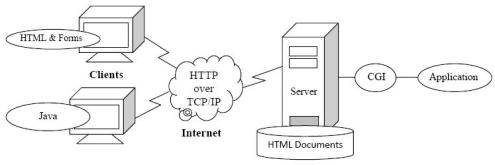 HTML & Forms
Clients
Java
HTTP
over
TCP/IP
Internet
Server
HTML Documents
CGI
Application